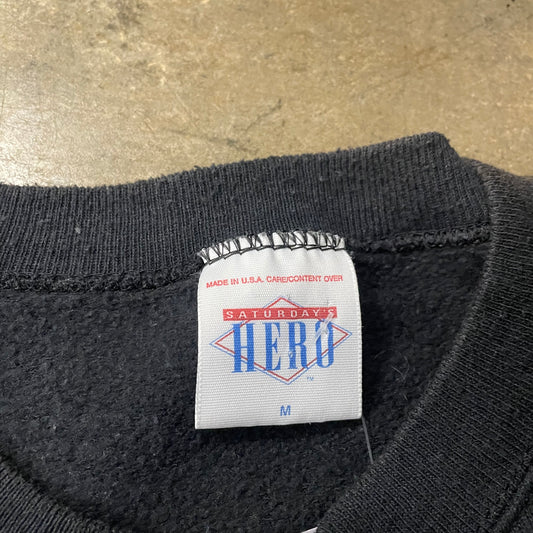 MADE IN U.S.A. CARE/CONTENT OVER
SATURDAY'S
HERO
™
M